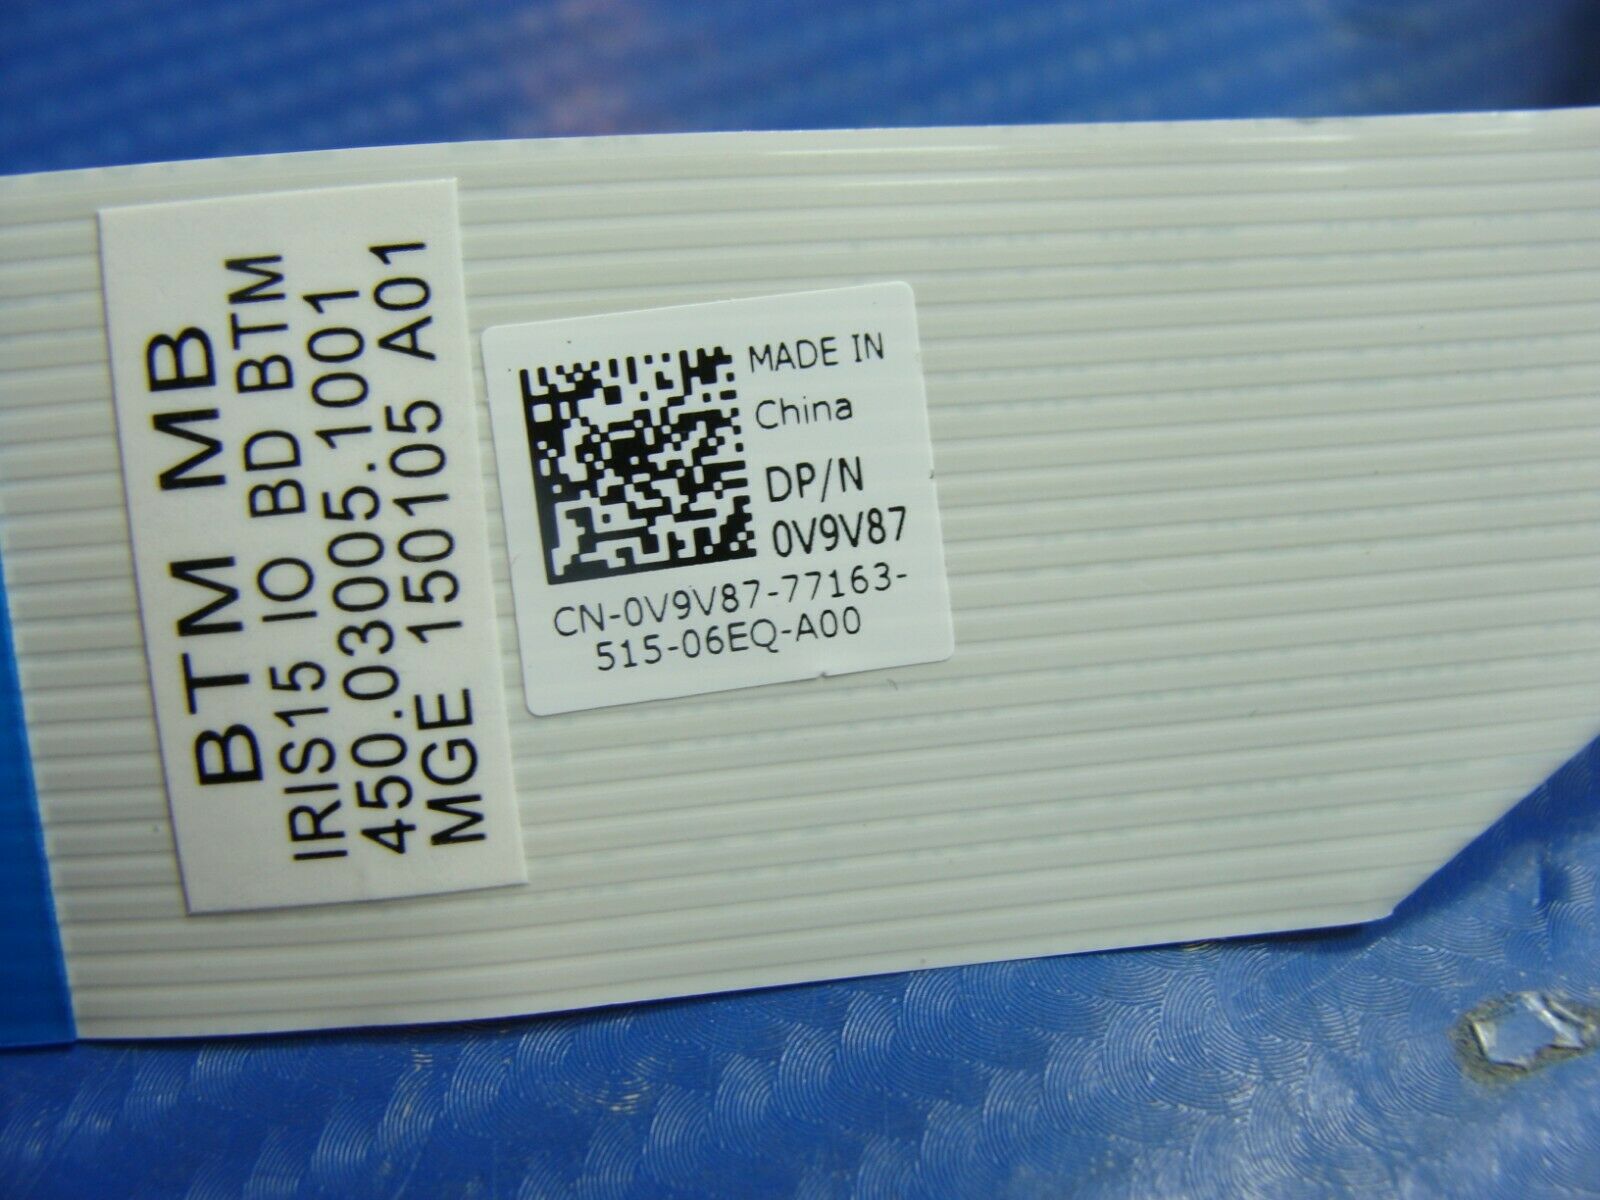 BTM MB
IRIS15 IO BD BTM
450.03005.1001
MGE 150105 A01
MADE IN
China
DP/N
0V9V87
CN-0V9V87-77163-
515-06EQ-A00